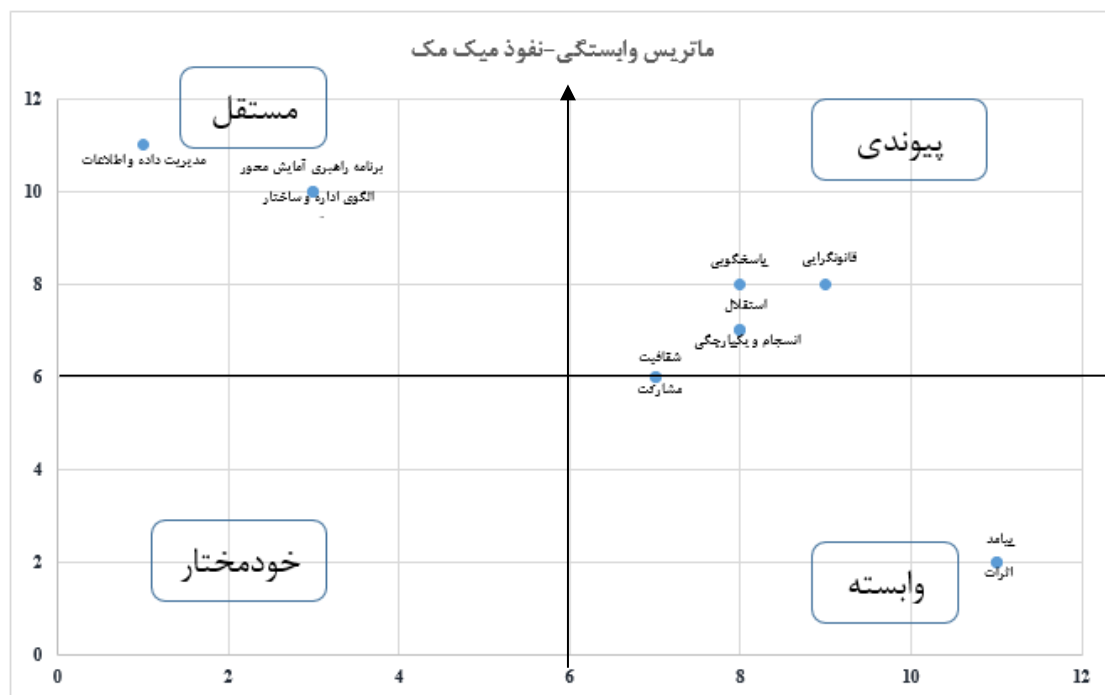 ماتریس وابستگی-نفوذ میک مک
مستقل
پیوندی
مدیریت داده و اطلاعات
برنامه راهبری آمایش محور
الگوی اداره و ساختار
پاسخگویی
قانونگرایی
استقلال
انسجام و یکپارچگی
شفافیت
مشارکت
خودمختار
وابسته
پیامد
اثرات
12
10
8
6
4
2
0
0 2 4 6 8 10 12